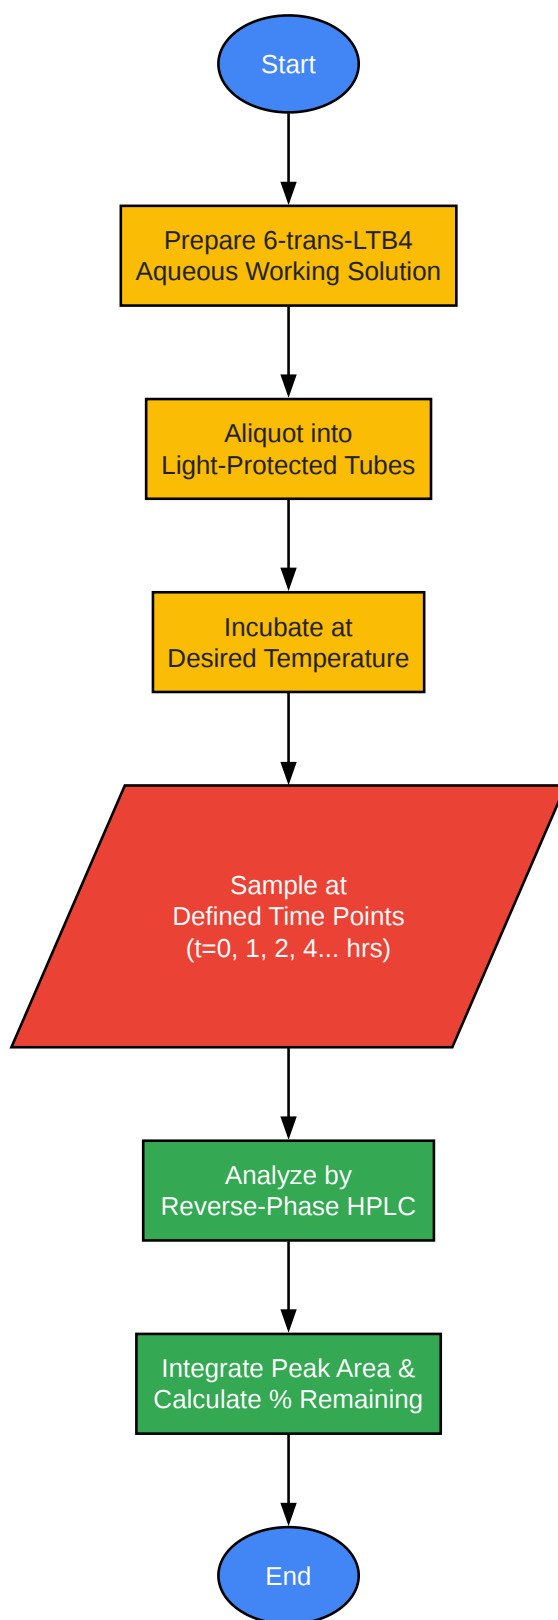 Start
Prepare 6-trans-LTB4
Aqueous Working Solution
Aliquot into
Light-Protected Tubes
Incubate at
Desired Temperature
Sample at
Defined Time Points
(t=0, 1, 2, 4... hrs)
Analyze by
Reverse-Phase HPLC
Integrate Peak Area &
Calculate % Remaining
End